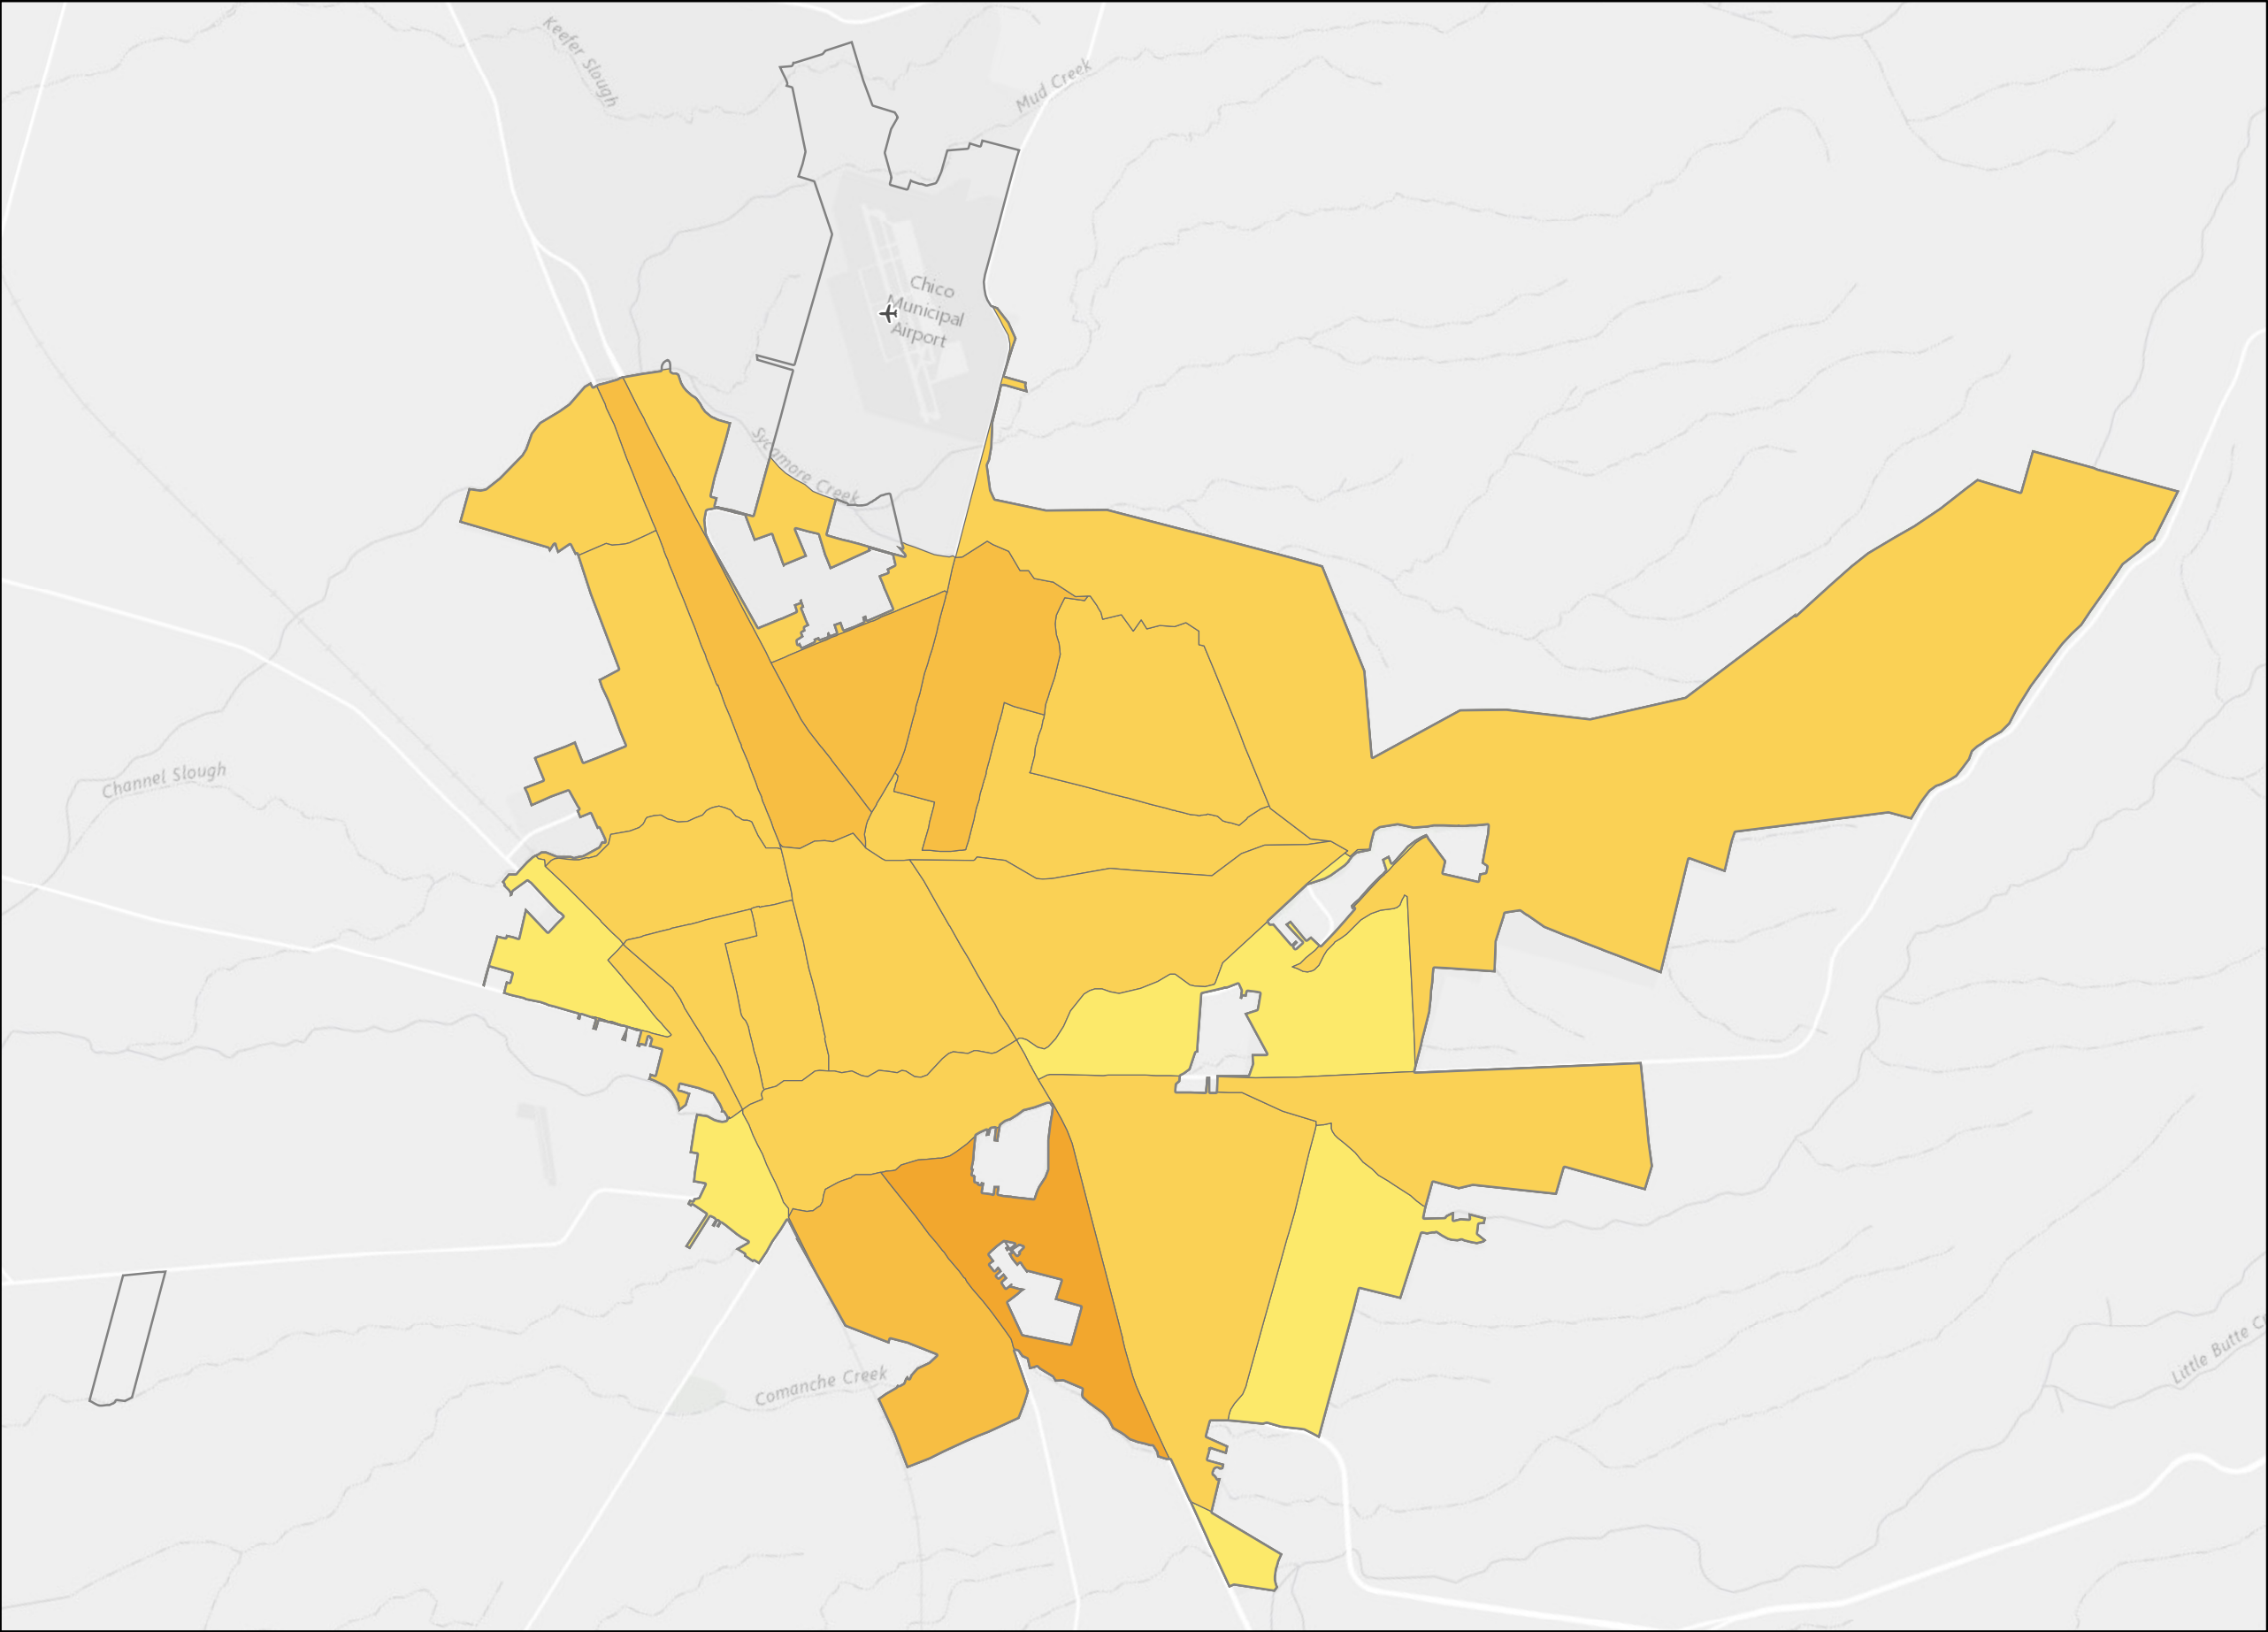 Keefer Slough
Mud Creek
Chico
Municipal
Airport
Sycamore Creek
Channel Slough
Comanche Creek
Little Butte C